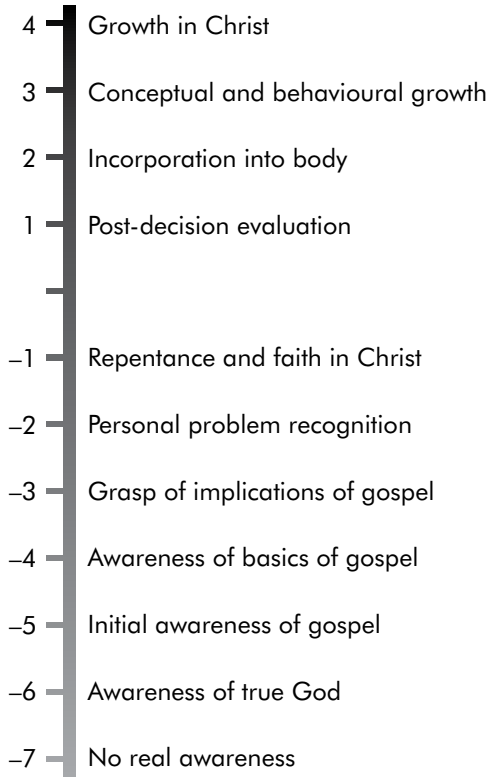 4 Growth in Christ
3 Conceptual and behavioural growth
2 Incorporation into body
1 Post-decision evaluation
–1 Repentance and faith in Christ
–2 Personal problem recognition
–3 Grasp of implications of gospel
–4 Awareness of basics of gospel
–5 Initial awareness of gospel
–6 Awareness of true God
–7 No real awareness